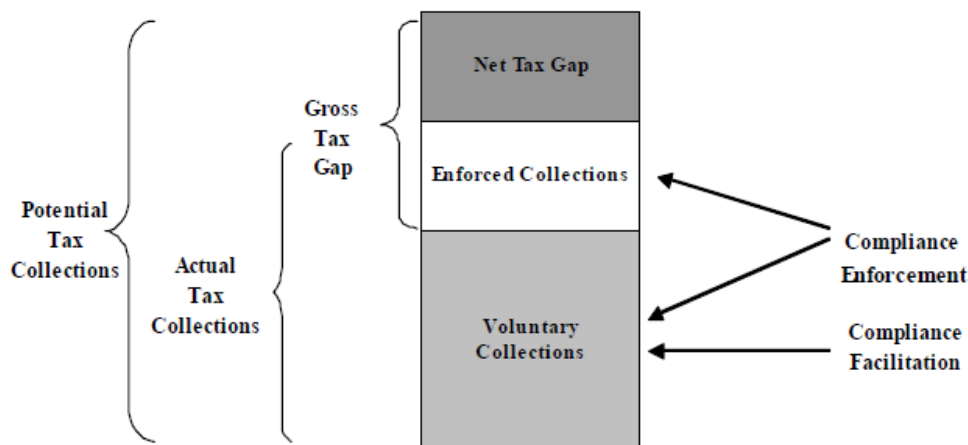 Net Tax Gap
Gross
Tax
Gap
Enforced Collections
Potential
Tax
Collections
Actual
Tax
Collections
Compliance
Enforcement
Voluntary
Collections
Compliance
Facilitation